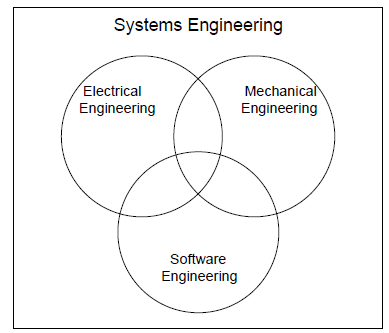 Systems Engineering
Electrical
Engineering
Mechanical
Engineering
Software
Engineering